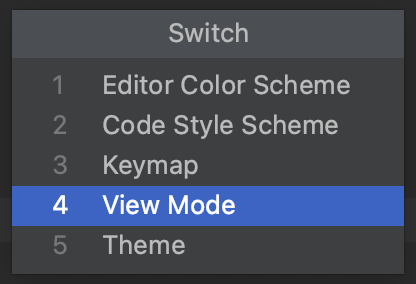 Switch
1 Editor Color Scheme
2 Code Style Scheme
3 Keymap
4 View Mode
5 Theme